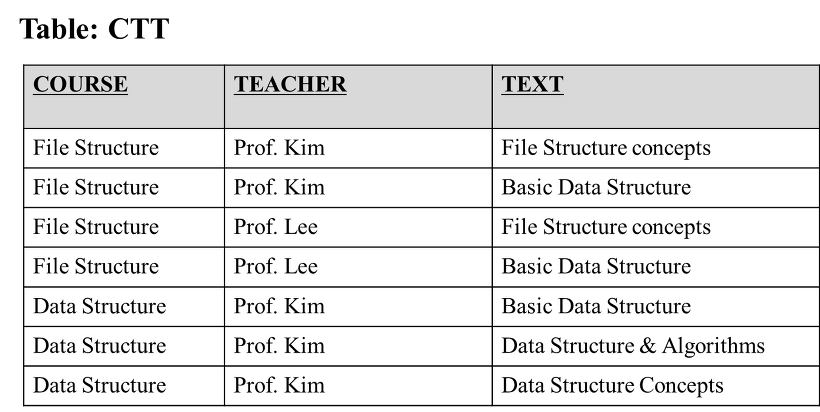 Table: CTT
COURSE TEACHER TEXT
File Structure Prof. Kim File Structure concepts
File Structure Prof. Kim Basic Data Structure
File Structure Prof. Lee File Structure concepts
File Structure Prof. Lee Basic Data Structure
Data Structure Prof. Kim Basic Data Structure
Data Structure Prof. Kim Data Structure & Algorithms
Data Structure Prof. Kim Data Structure Concepts